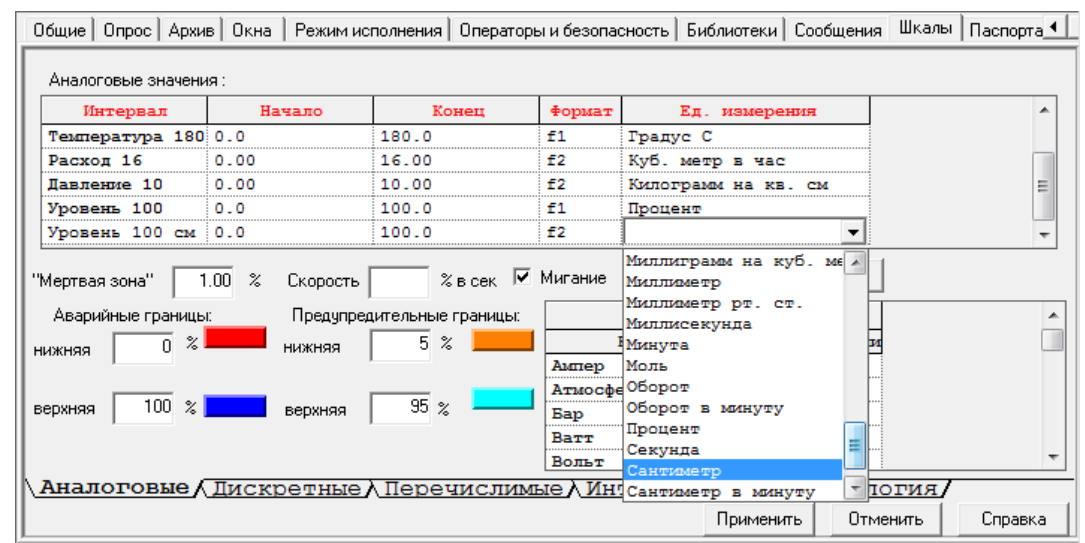 Общие Опрос Архив Окна Режим исполнения Операторы и безопасность Библиотеки Сообщения Шкалы Паспорта
Аналоговые значения :
Интервал Начало Конец Формат Ед. измерения
Температура 180 0.0 180.0 f1 Градус С
Расход 16 0.00 16.00 f2 Куб. метр в час
Давление 10 0.00 10.00 f2 Килограмм на кв. см
Уровень 100 0.0 100.0 f1 Процент
Уровень 100 см 0.0 100.0 f2
"Мертвая зона" 1.00 % Скорость % в сек Мигание
Аварийные границы: Предупредительные границы:
нижняя 0 % нижняя 5 %
верхняя 100 % верхняя 95 %
Ампер
Атмосфе
Бар
Ватт
Вольт
Миллиграмм на куб. ме
Миллиметр
Миллиметр рт. ст.
Миллисекунда
Минута
Моль
Оборот
Оборот в минуту
Процент
Секунда
Сантиметр
Сантиметр в минуту
Аналоговые Дискретные Перечислимые Ин логия
Применить Отменить Справка